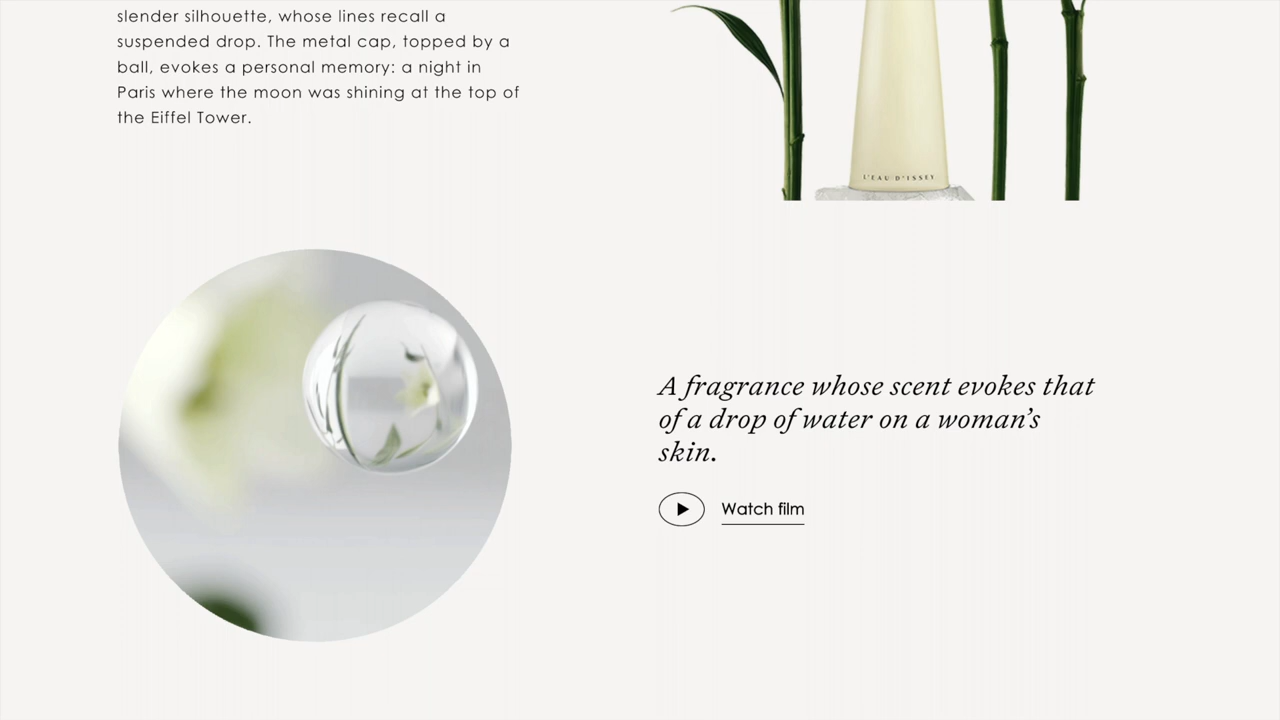 slender silhouette, whose lines recall a
suspended drop. The metal cap, topped by a
ball, evokes a personal memory: a night in
Paris where the moon was shining at the top of
the Eiffel Tower.
L'EAU D'ISSEY
A fragrance whose scent evokes that
of a drop of water on a woman’s
skin.
Watch film